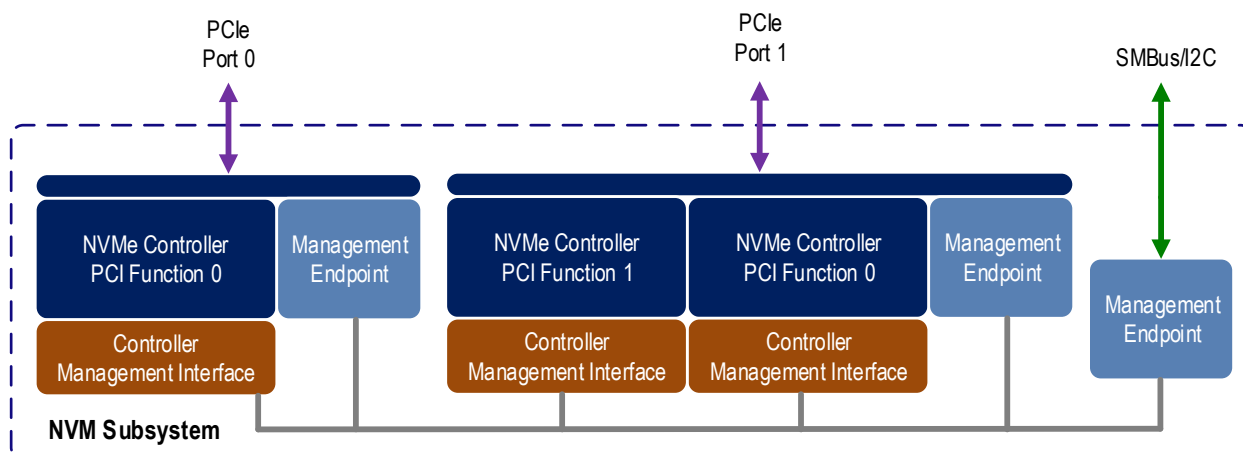 PCIe
Port 0
PCIe
Port 1
SMBus/I2C
NVMe Controller
PCI Function 0
Management
Endpoint
NVMe Controller
PCI Function 1
NVMe Controller
PCI Function 0
Management
Endpoint
Management
Endpoint
Controller
Management Interface
Controller
Management Interface
Controller
Management Interface
NVM Subsystem